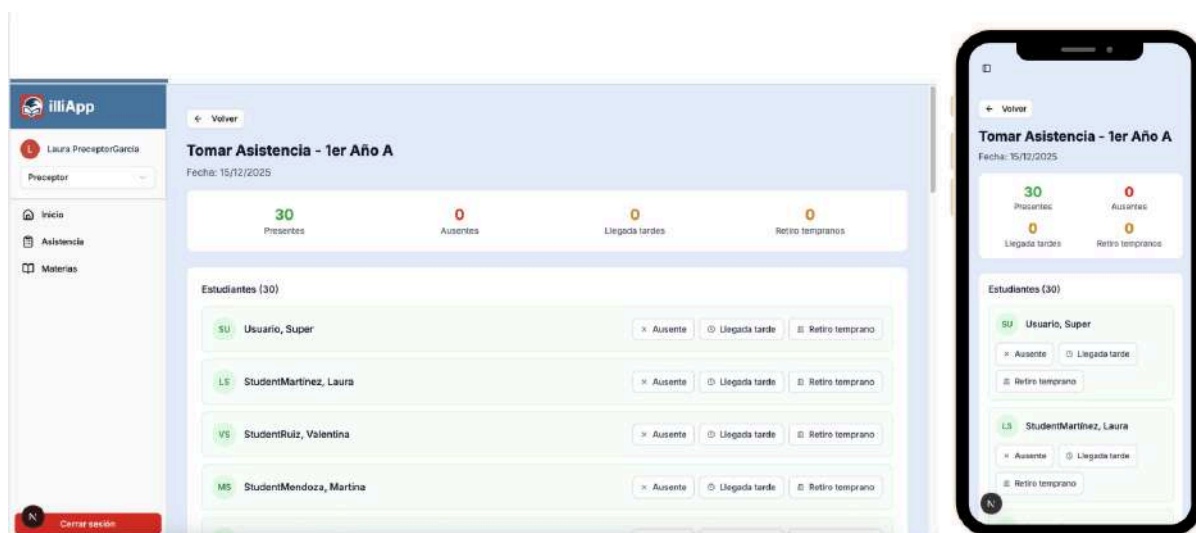 illiApp
L Laura PreceptorGarcía
Preceptor
Inicio
Asistencia
Materias
N
Cerrar sesión
← Volver
Tomar Asistencia - 1er Año A
Fecha: 15/12/2025
30 0 0 0
Presentes Ausentes Llegada tardes Retiro tempranos
Estudiantes (30)
SU Usuario, Super × Ausente Llegada tarde Retiro temprano
LS StudentMartínez, Laura × Ausente Llegada tarde Retiro temprano
VS StudentRuiz, Valentina × Ausente Llegada tarde Retiro temprano
MS StudentMendoza, Martina × Ausente Llegada tarde Retiro temprano
← Volver
Tomar Asistencia - 1er Año A
Fecha: 15/12/2025
30 0
Presentes Ausentes
0 0
Llegada tardes Retiro tempranos
Estudiantes (30)
SU Usuario, Super
× Ausente Llegada tarde
Retiro temprano
LS StudentMartínez, Laura
× Ausente Llegada tarde
Retiro temprano
N